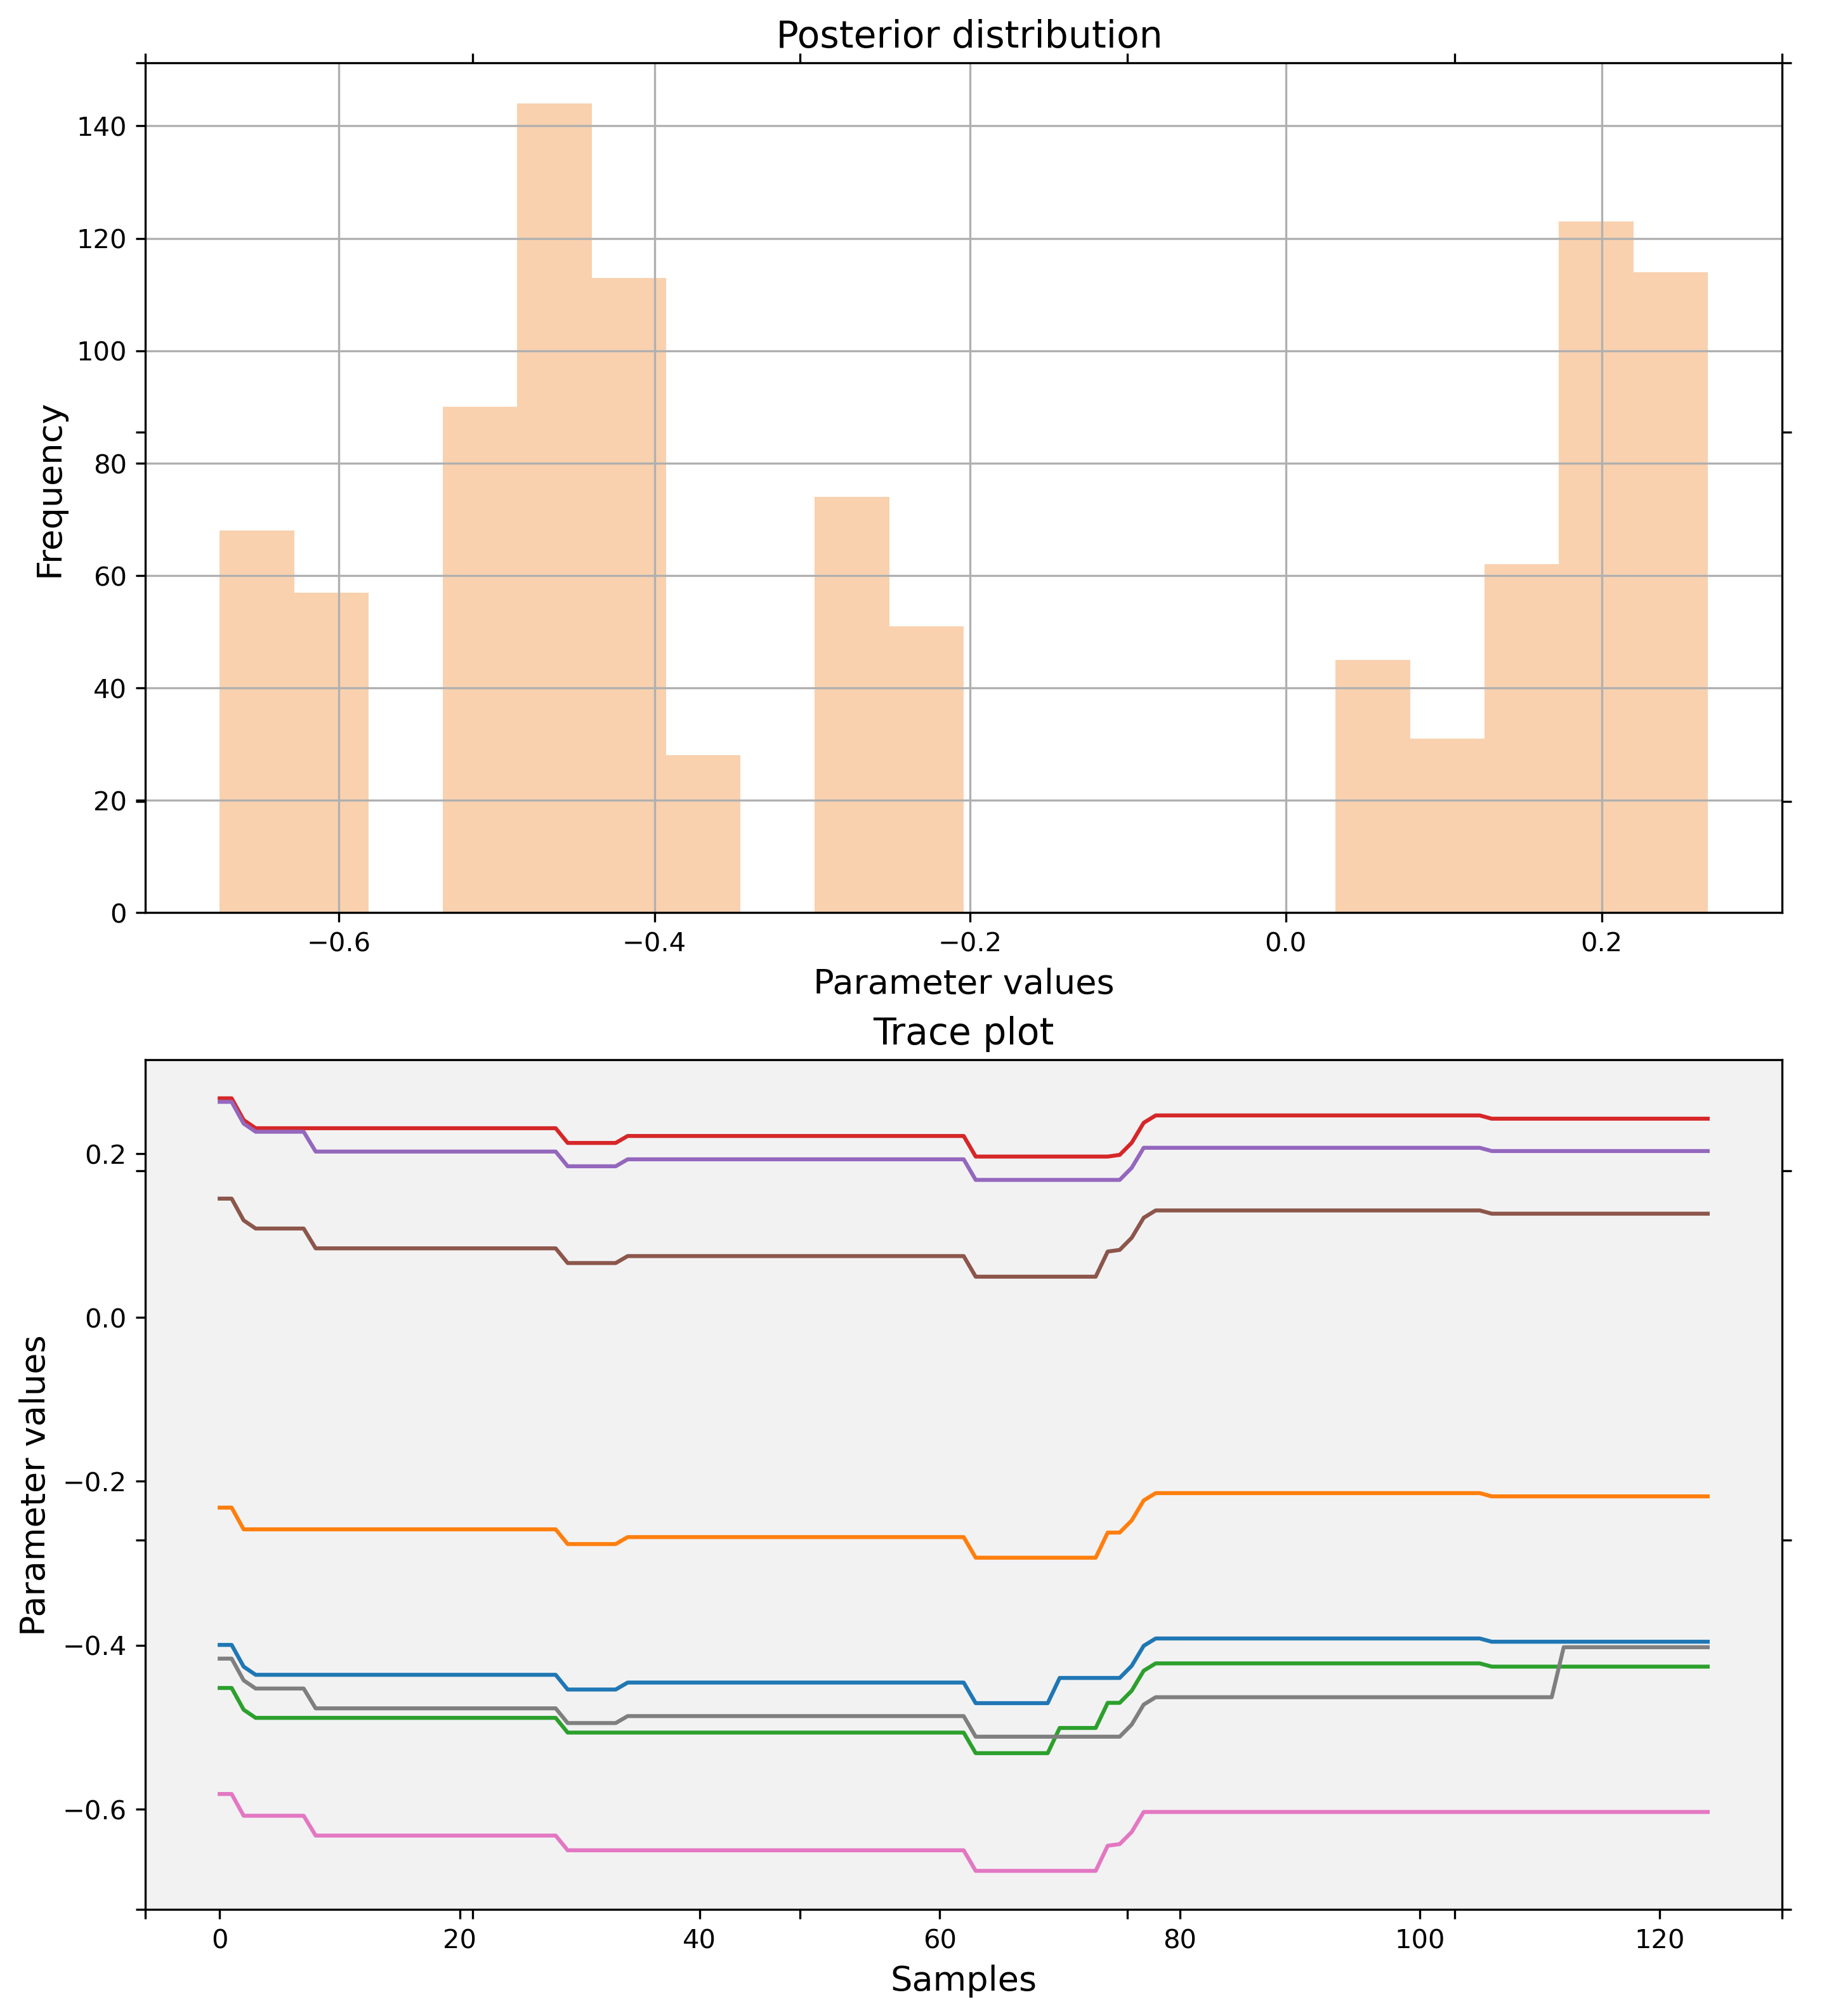 Posterior distribution
140
120
100
80
60
40
20
0
Frequency
−0.6 −0.4 −0.2 0.0 0.2
Parameter values
Trace plot
0.2
0.0
−0.2
−0.4
−0.6
Parameter values
0 20 40 60 80 100 120
Samples